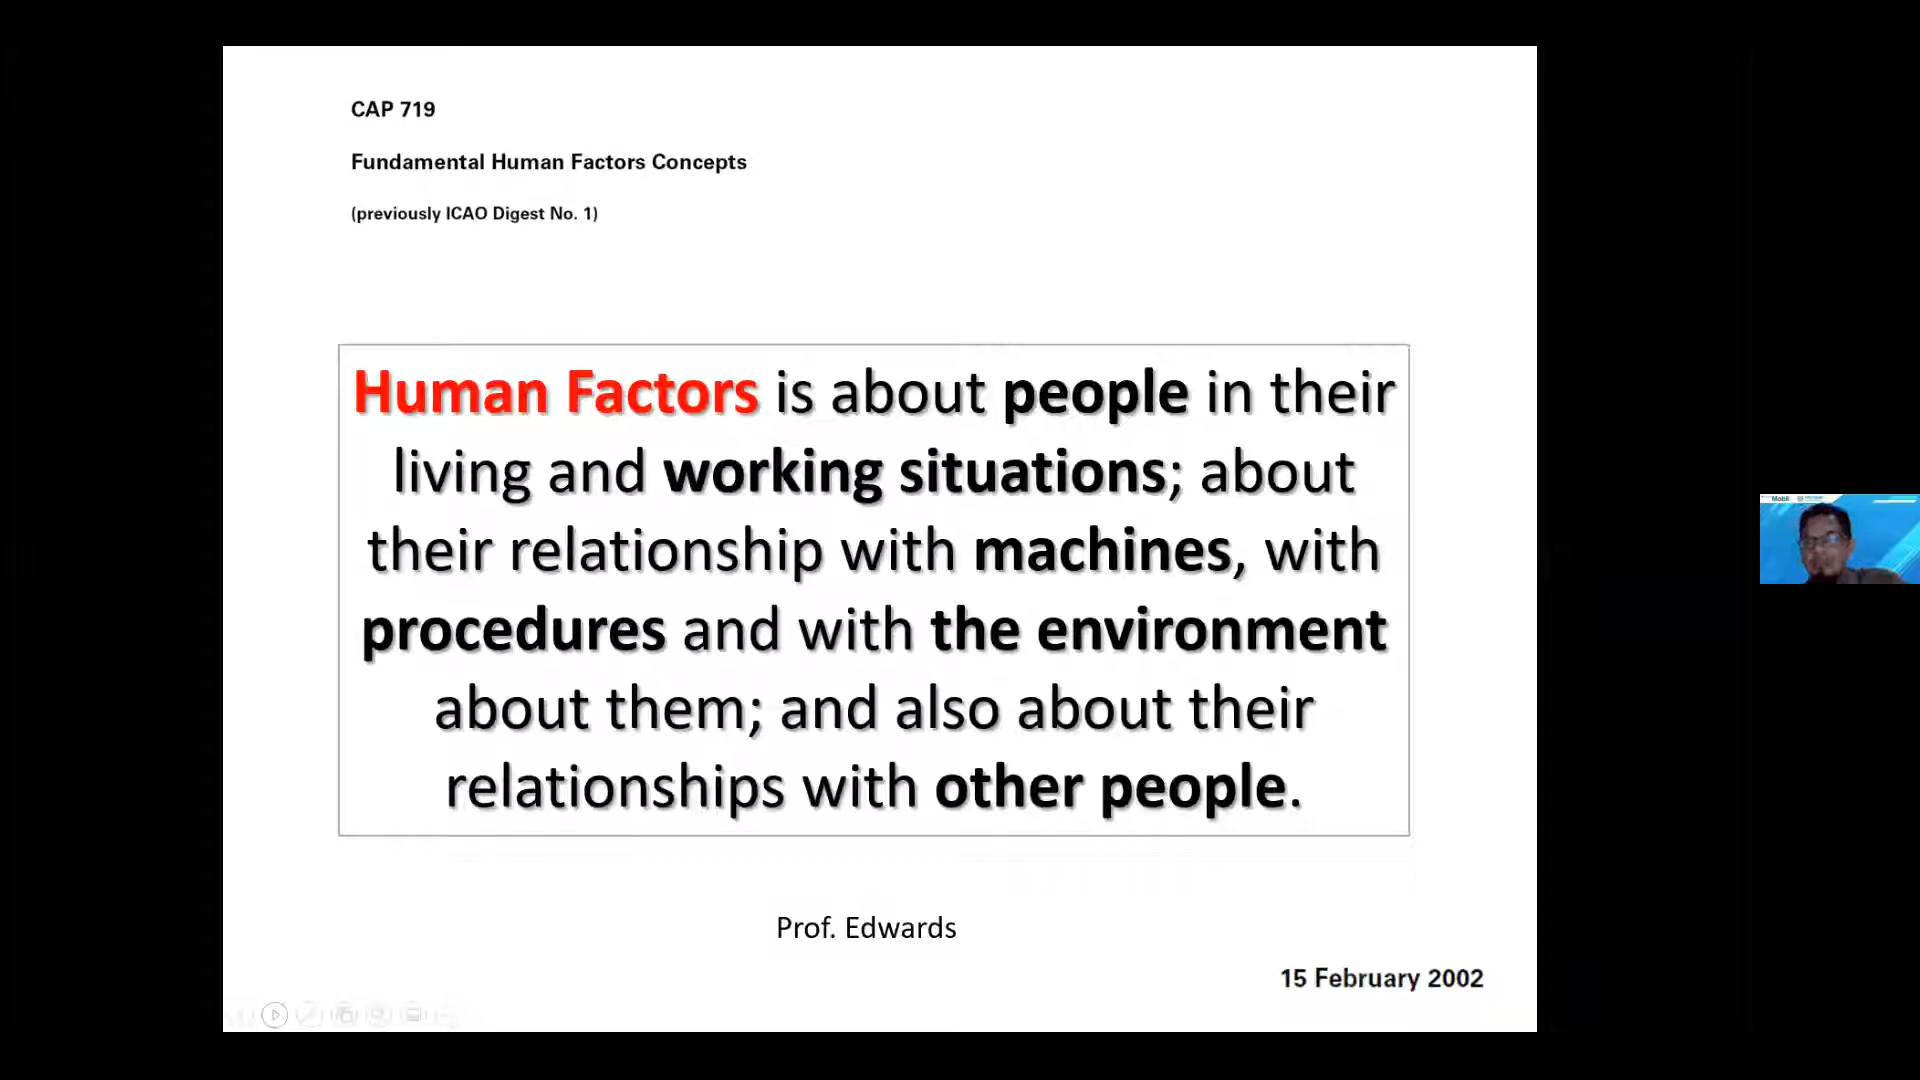 CAP 719
Fundamental Human Factors Concepts
(previously ICAO Digest No. 1)
Human Factors is about people in their
living and working situations; about
their relationship with machines, with
procedures and with the environment
about them; and also about their
relationships with other people.
Prof. Edwards
15 February 2002
Mobil